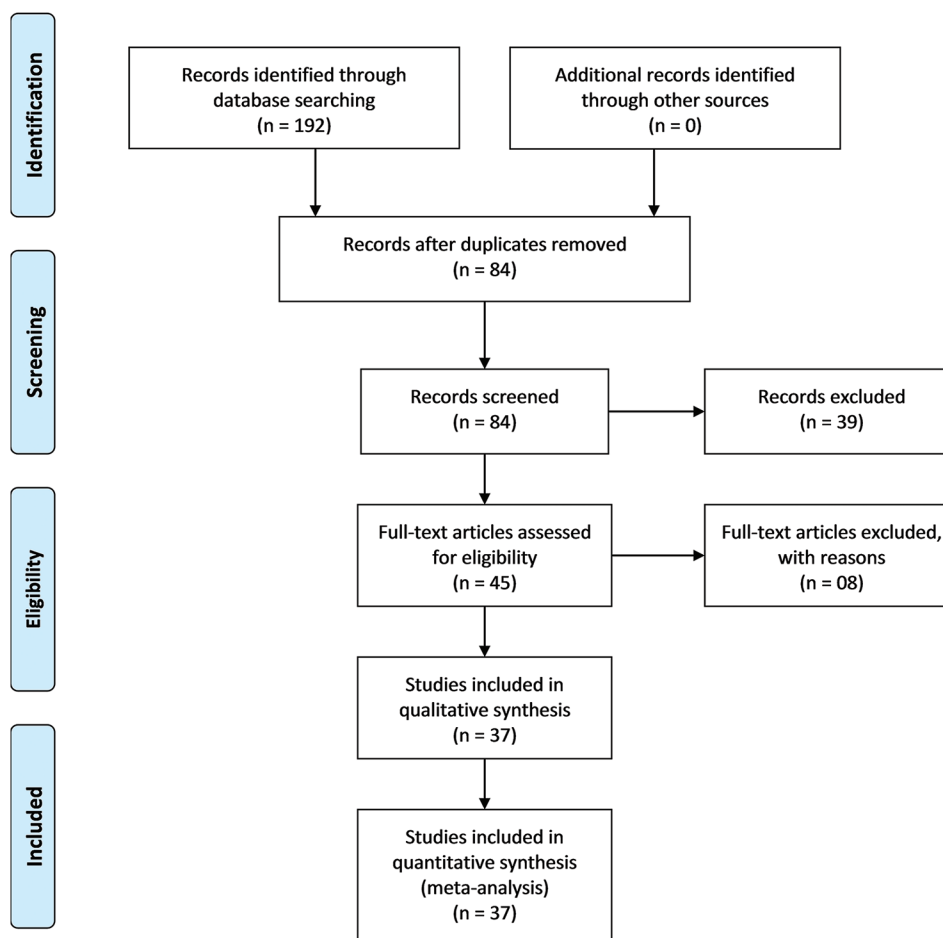 Identification
Records identified through
database searching
(n = 192)
Additional records identified
through other sources
(n = 0)
Records after duplicates removed
(n = 84)
Screening
Records screened
(n = 84)
Records excluded
(n = 39)
Eligibility
Full-text articles assessed
for eligibility
(n = 45)
Full-text articles excluded,
with reasons
(n = 08)
Studies included in
qualitative synthesis
(n = 37)
Included
Studies included in
quantitative synthesis
(meta-analysis)
(n = 37)